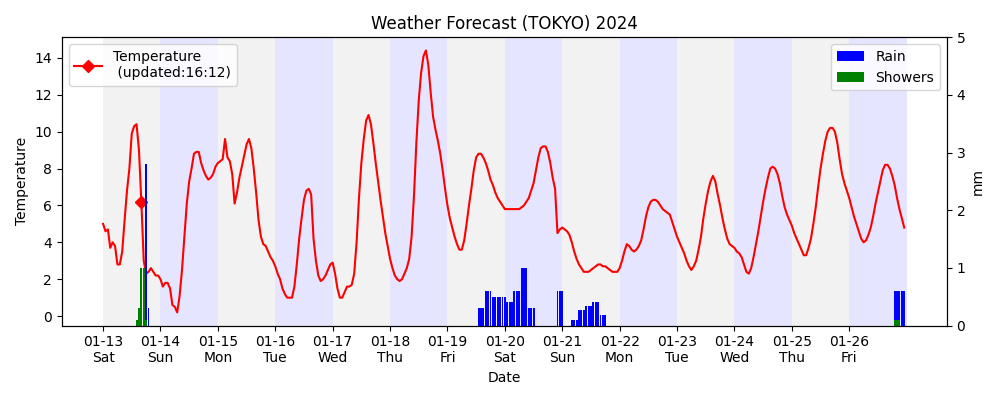 Weather Forecast (TOKYO) 2024
Temperature
(updated:16:12)
Rain
Showers
14
12
10
8
6
4
2
0
Temperature
5
4
3
2
1
0
mm
01-13 01-14 01-15 01-16 01-17 01-18 01-19 01-20 01-21 01-22 01-23 01-24 01-25 01-26
Sat Sun Mon Tue Wed Thu Fri Sat Sun Mon Tue Wed Thu Fri
Date